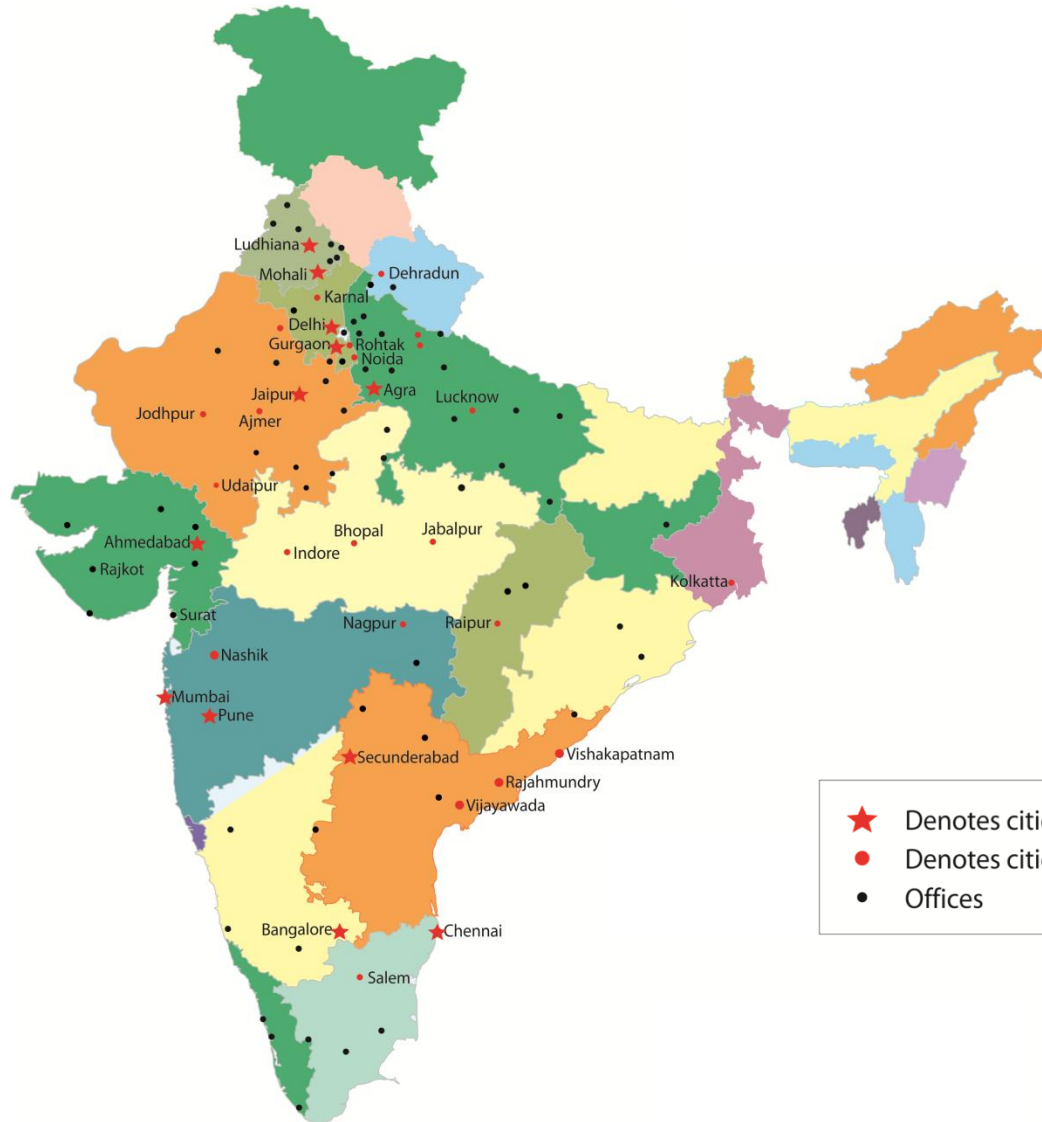 Ludhiana
Mohali
Dehradun
Karnal
Delhi
Gurgaon
Rohtak
Noida
Jaipur
Agra
Lucknow
Jodhpur
Ajmer
Udaipur
Ahmedabad
Bhopal
Jabalpur
Indore
Rajkot
Kolkatta
Surat
Nagpur
Raipur
Nashik
Mumbai
Pune
Secunderabad
Vishakapatnam
Rajahmundry
Vijayawada
Denotes citi
Denotes citi
Offices
Bangalore
Chennai
Salem